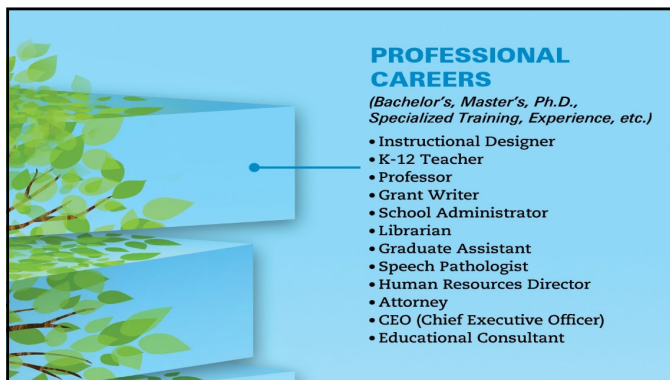 PROFESSIONAL
CAREERS
(Bachelor's, Master's, Ph.D.,
Specialized Training, Experience, etc.)
• Instructional Designer
• K-12 Teacher
• Professor
• Grant Writer
• School Administrator
• Librarian
• Graduate Assistant
• Speech Pathologist
• Human Resources Director
• Attorney
• CEO (Chief Executive Officer)
• Educational Consultant